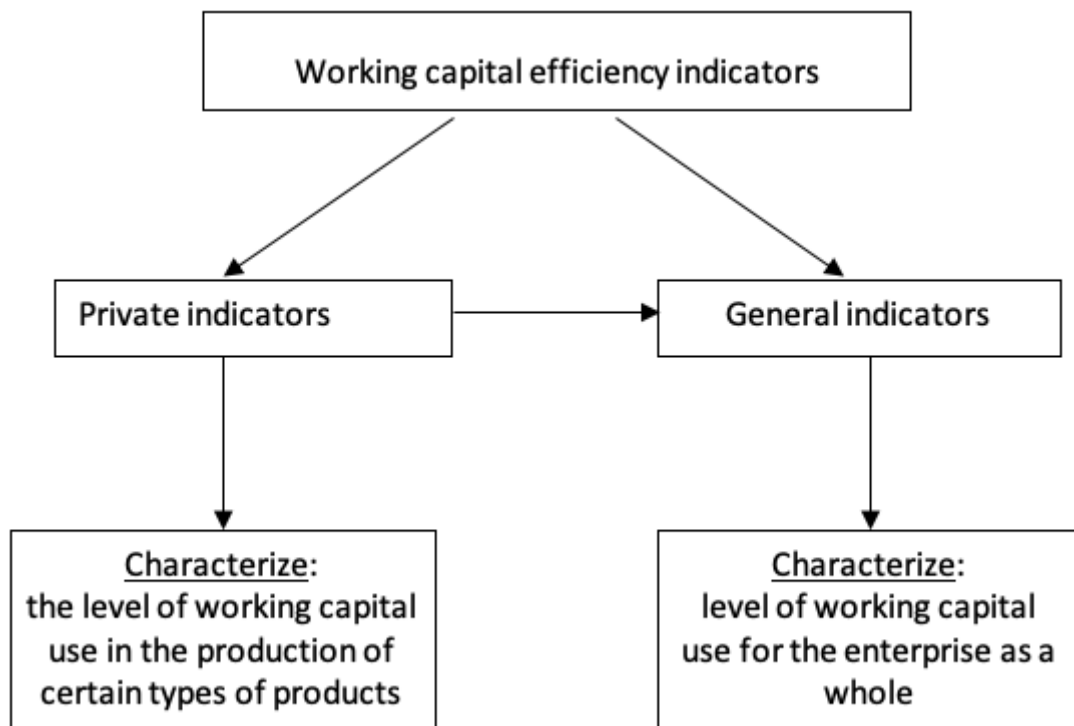 Working capital efficiency indicators
Private indicators
General indicators
Characterize:
the level of working capital
use in the production of
certain types of products
Characterize:
level of working capital
use for the enterprise as a
whole